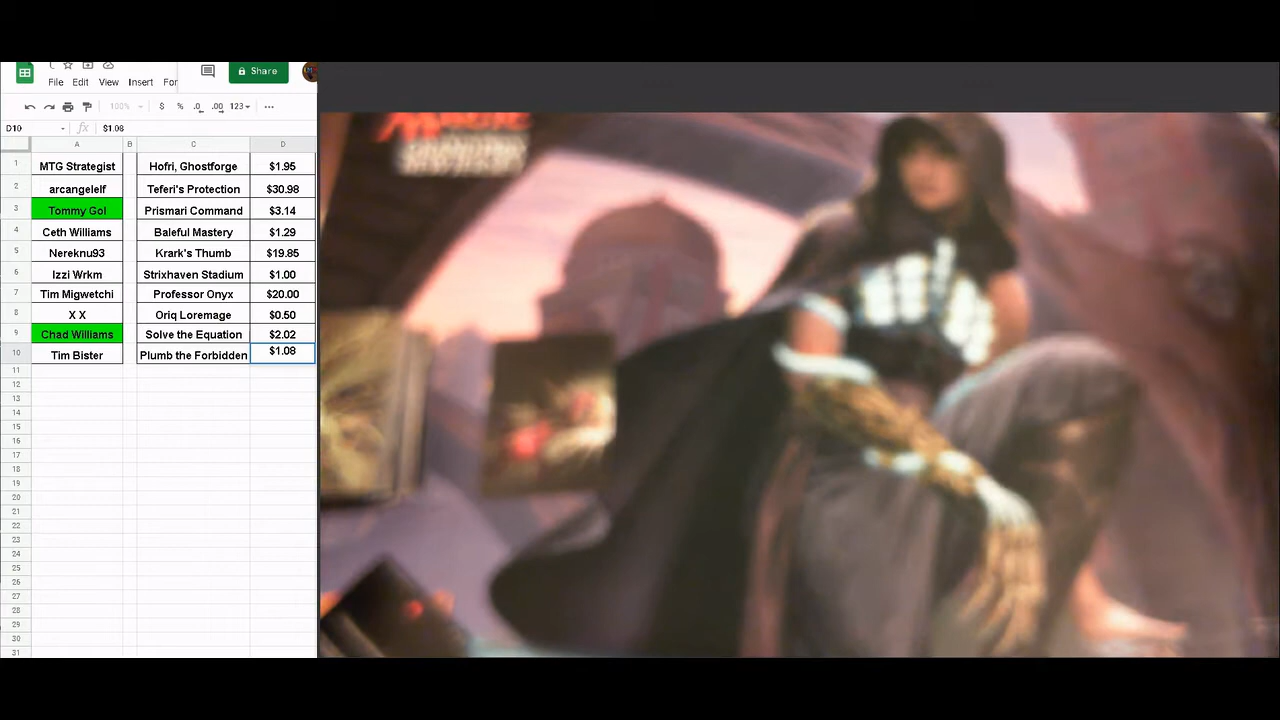 Share
File Edit View Insert For
100% $ % .0 .00 123
D10 fx $1.08
A B C D
1 MTG Strategist Hofri, Ghostforge $1.95
2 arcangelelf Teferi's Protection $30.98
3 Tommy Gol Prismari Command $3.14
4 Ceth Williams Baleful Mastery $1.29
5 Nereknu93 Krark's Thumb $19.85
6 Izzi Wrkm Strixhaven Stadium $1.00
7 Tim Migwetchi Professor Onyx $20.00
8 X X Oriq Loremage $0.50
9 Chad Williams Solve the Equation $2.02
10 Tim Bister Plumb the Forbidden $1.08
11
12
13
14
15
16
17
18
19
20
21
22
23
24
25
26
27
28
29
30
31